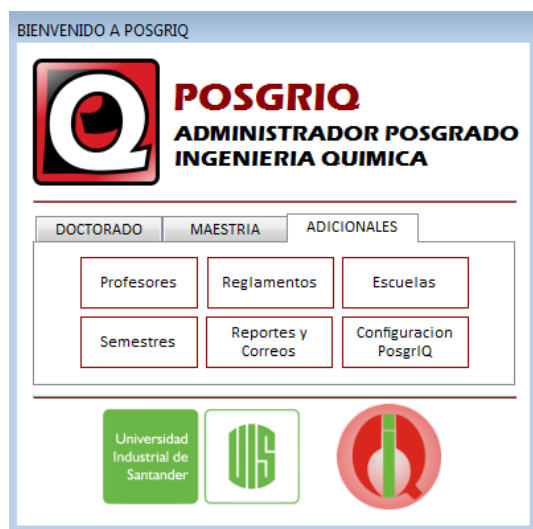 BIENVENIDO A POSGRIQ
POSGRIQ
ADMINISTRADOR POSGRADO
INGENIERIA QUIMICA
DOCTORADO
MAESTRIA
ADICIONALES
Profesores
Reglamentos
Escuelas
Semestres
Reportes y
Correos
Configuracion
PosgrIQ
Universidad
Industrial de
Santander
UIS